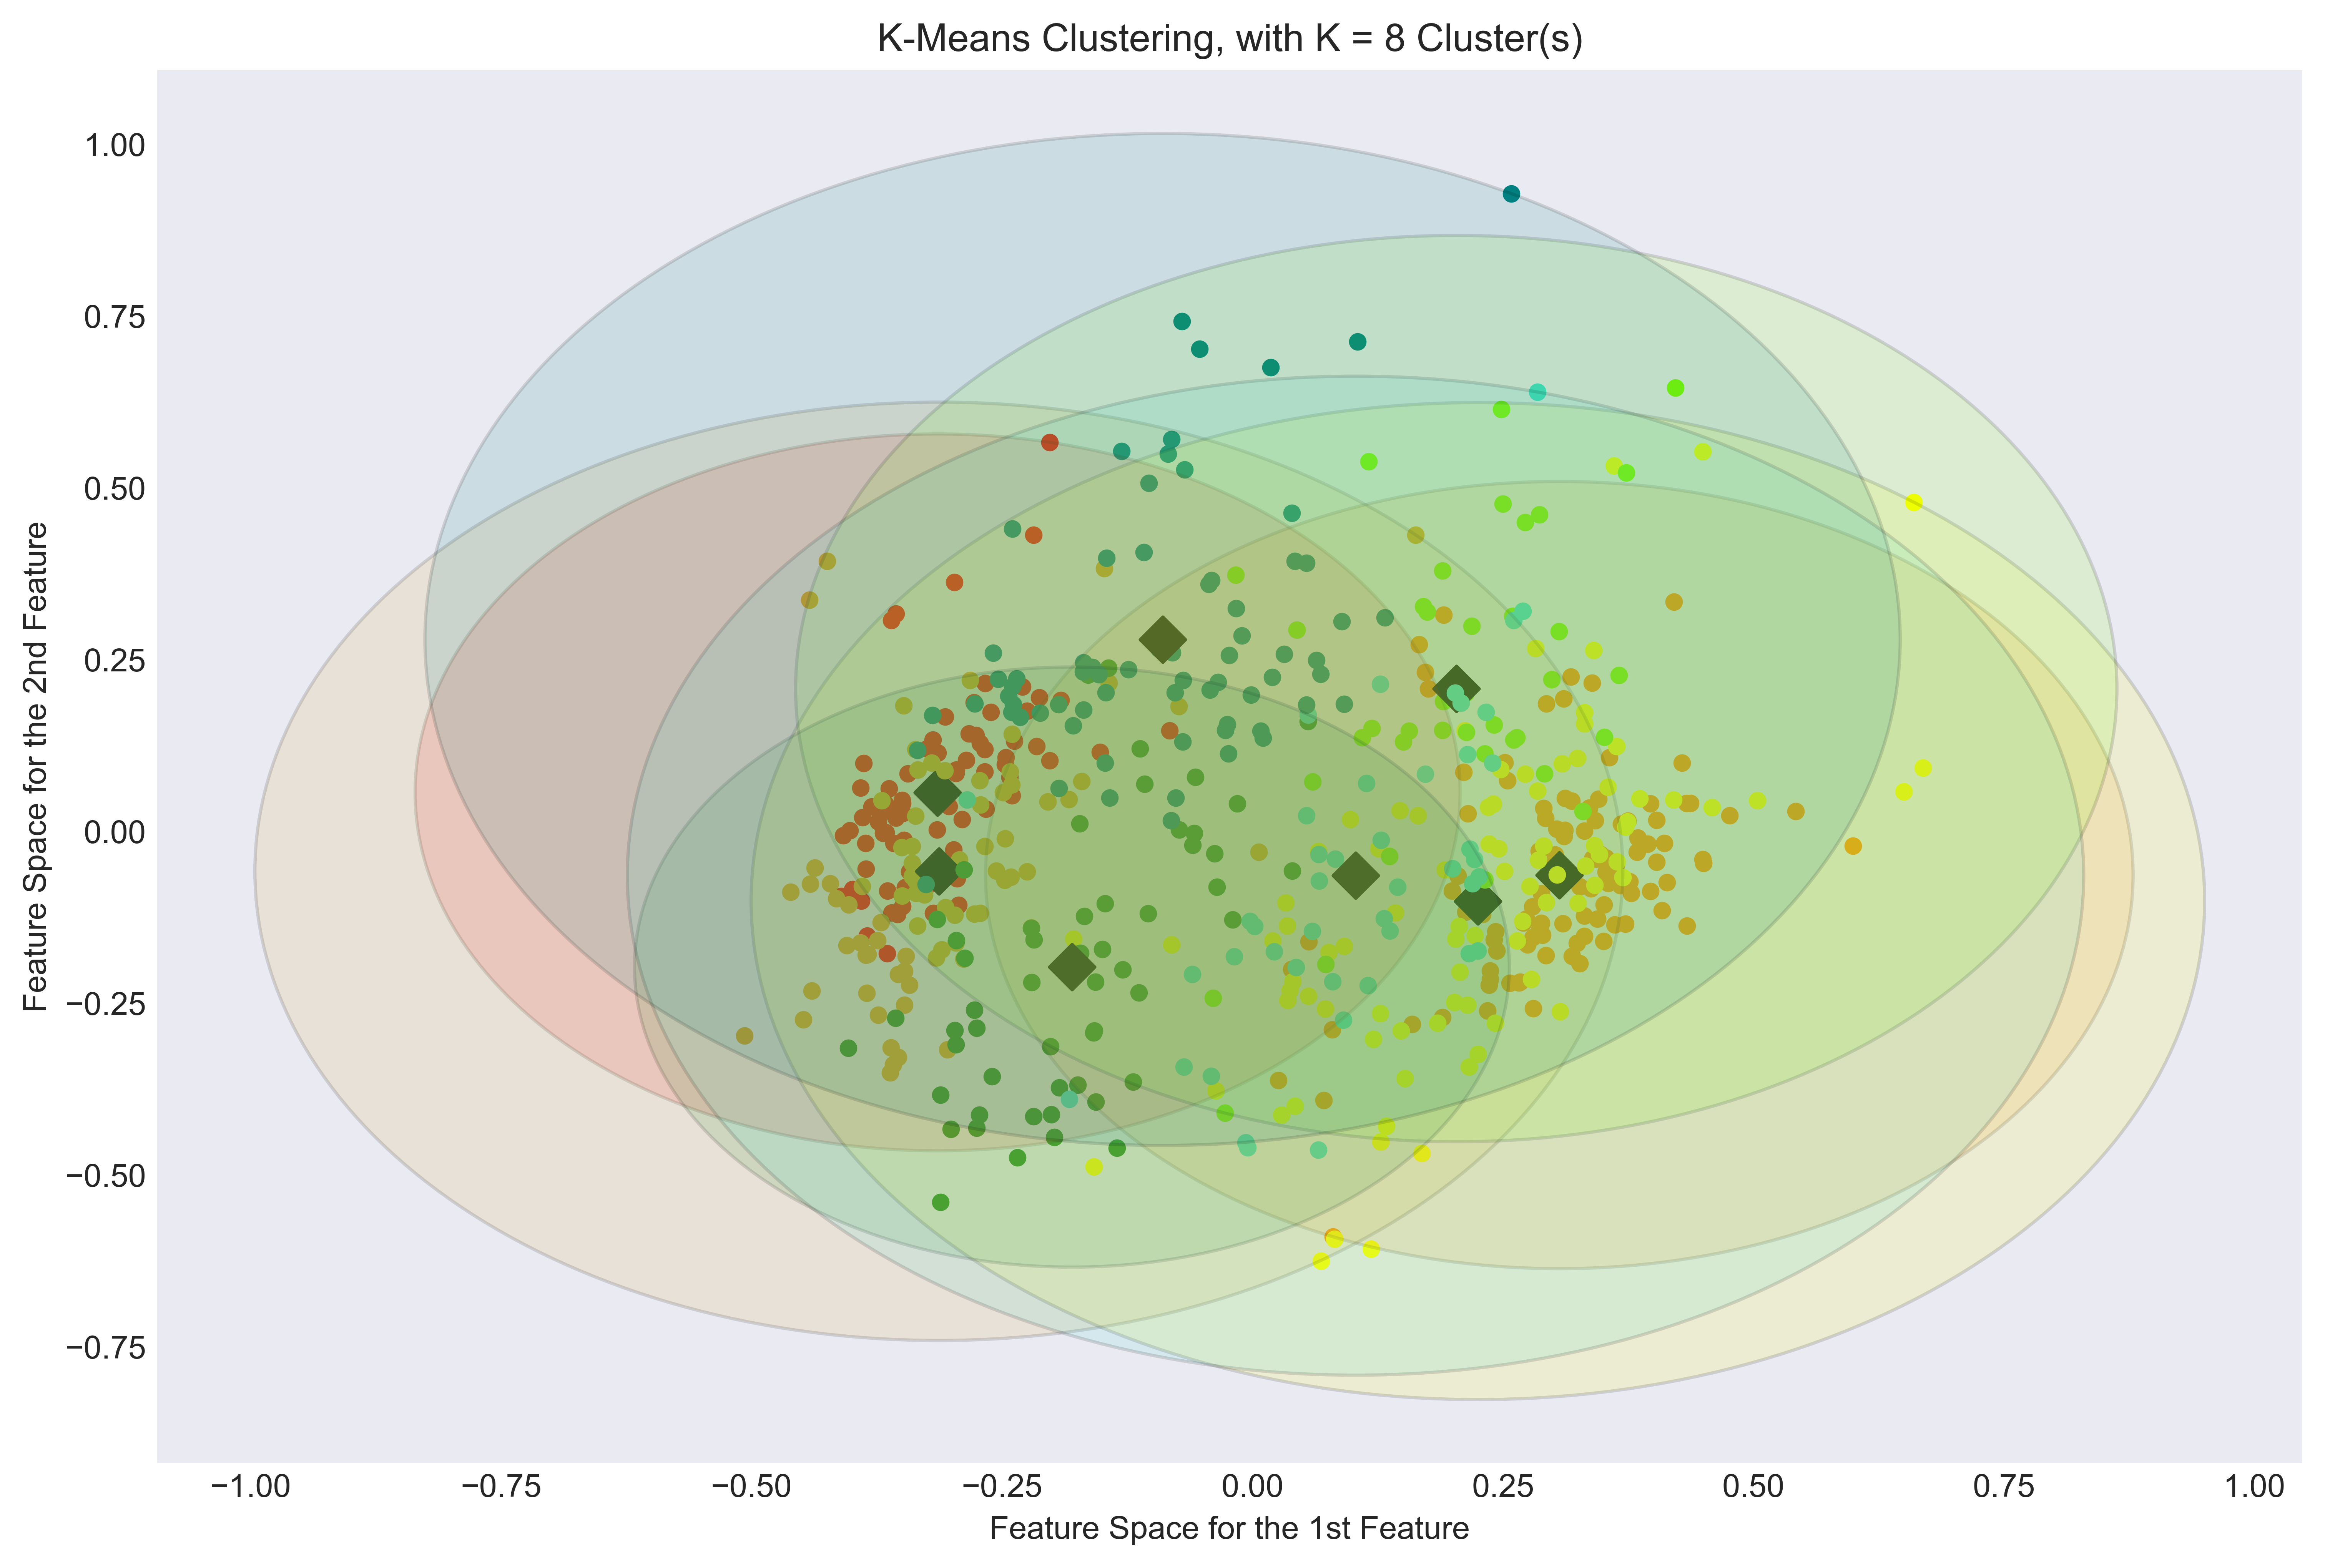 K-Means Clustering, with K = 8 Cluster(s)
1.00
0.75
0.50
0.25
0.00
−0.25
−0.50
−0.75
Feature Space for the 2nd Feature
−1.00 −0.75 −0.50 −0.25 0.00 0.25 0.50 0.75 1.00
Feature Space for the 1st Feature